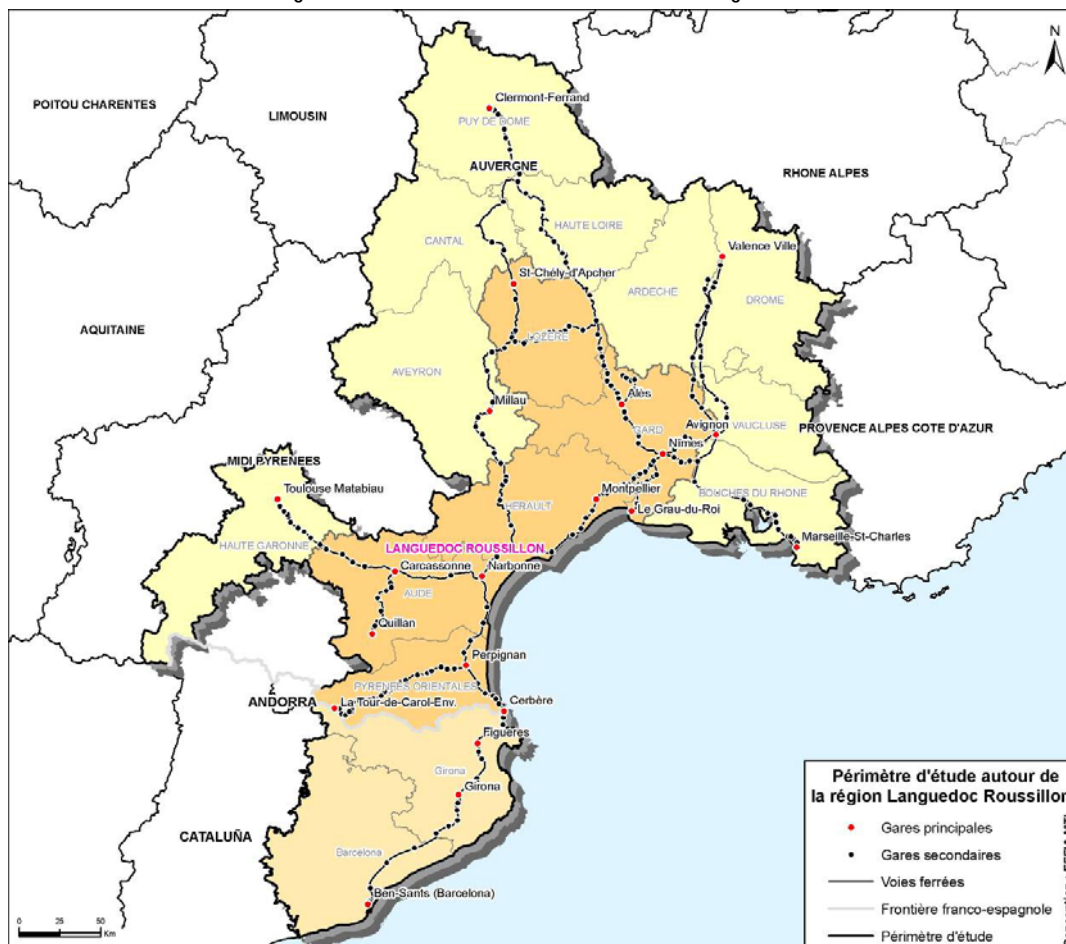 N
POITOU CHARENTES
LIMOUSIN
Clermont-Ferrand
PUY DE DOME
AUVERGNE
RHONE ALPES
CANTAL
HAUTE LOIRE
Valence Ville
St-Chély-d'Apcher
ARDECHE
DROME
AQUITAINE
LOZERE
AVEYRON
Millau
Alès
GARD
Avignon
VAUCLUSE
PROVENCE ALPES COTE D'AZUR
Nîmes
MIDI PYRENEES
Toulouse Matabiau
Montpellier
BOUCHES DU RHONE
HERAULT
Le Grau-du-Roi
HAUTE GARONNE
LANGUEDOC ROUSSILLON
Marseille-St-Charles
Carcassonne
Narbonne
AUDE
Quillan
Perpignan
PYRENEES ORIENTALES
ANDORRA
La Tour-de-Carol-Env.
Cerbère
Figueres
Girona
Girona
CATALUÑA
Barcelona
Ben-Sants (Barcelona)
0 25 50
Km
Périmètre d'étude autour de
la région Languedoc Roussillon
Gares principales
Gares secondaires
Voies ferrées
Frontière franco-espagnole
Périmètre d'étude